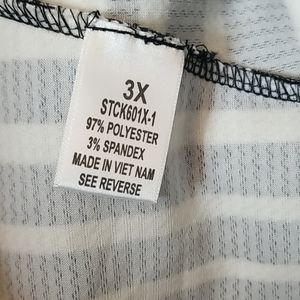 3X
STCK601X-1
97% POLYESTER
3% SPANDEX
MADE IN VIET NAM
SEE REVERSE